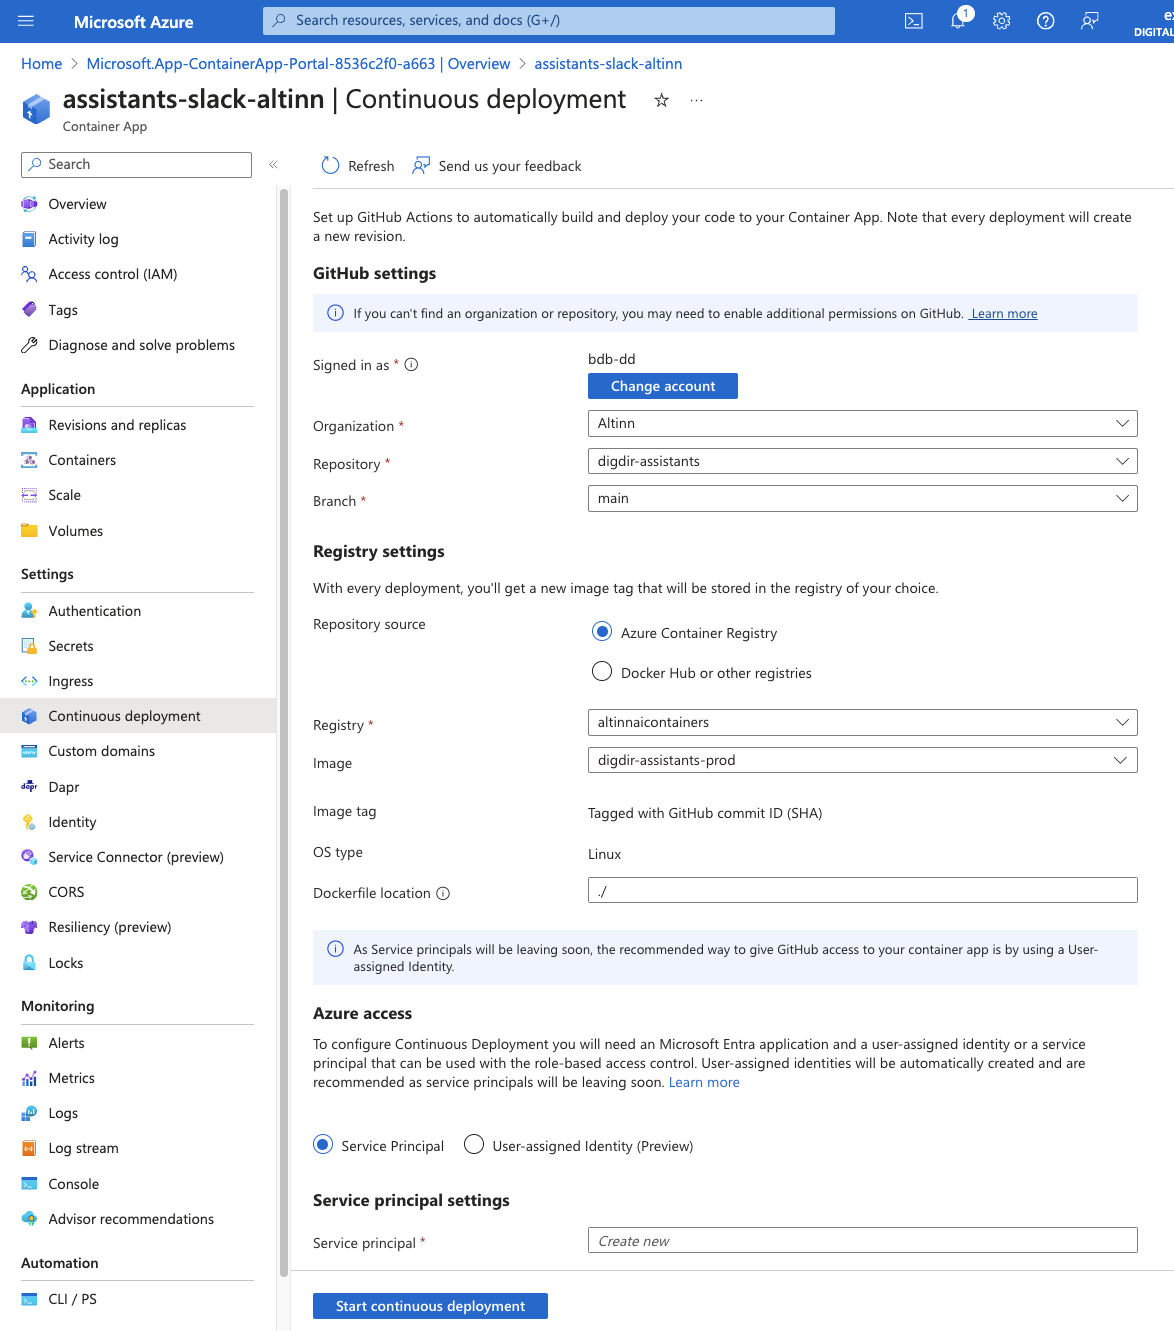 Microsoft Azure
Search resources, services, and docs (G+/)
1
DIGITAL
Home > Microsoft.App-ContainerApp-Portal-8536c2f0-a663 | Overview > assistants-slack-altinn
assistants-slack-altinn | Continuous deployment
Container App
Search
Overview
Activity log
Access control (IAM)
Tags
Diagnose and solve problems
Application
Revisions and replicas
Containers
Scale
Volumes
Settings
Authentication
Secrets
Ingress
Continuous deployment
Custom domains
Dapr
Identity
Service Connector (preview)
CORS
Resiliency (preview)
Locks
Monitoring
Alerts
Metrics
Logs
Log stream
Console
Advisor recommendations
Automation
CLI / PS
Refresh
Send us your feedback
Set up GitHub Actions to automatically build and deploy your code to your Container App. Note that every deployment will create
a new revision.
GitHub settings
If you can't find an organization or repository, you may need to enable additional permissions on GitHub. Learn more
Signed in as *
bdb-dd
Change account
Organization *
Altinn
Repository *
digdir-assistants
Branch *
main
Registry settings
With every deployment, you'll get a new image tag that will be stored in the registry of your choice.
Repository source
Azure Container Registry
Docker Hub or other registries
Registry *
altinnaicontainers
Image
digdir-assistants-prod
Image tag
Tagged with GitHub commit ID (SHA)
OS type
Linux
Dockerfile location
./
As Service principals will be leaving soon, the recommended way to give GitHub access to your container app is by using a User-
assigned Identity.
Azure access
To configure Continuous Deployment you will need an Microsoft Entra application and a user-assigned identity or a service
principal that can be used with the role-based access control. User-assigned identities will be automatically created and are
recommended as service principals will be leaving soon. Learn more
Service Principal
User-assigned Identity (Preview)
Service principal settings
Service principal *
Create new
Start continuous deployment